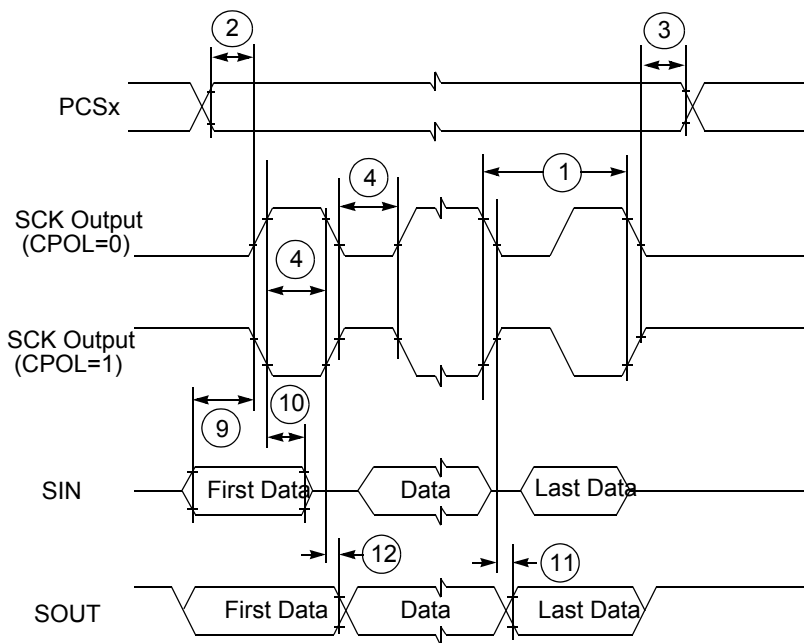 2
3
PCSx
4
1
SCK Output
(CPOL=0)
4
SCK Output
(CPOL=1)
9
10
SIN
First Data
Data
Last Data
12
11
SOUT
First Data
Data
Last Data